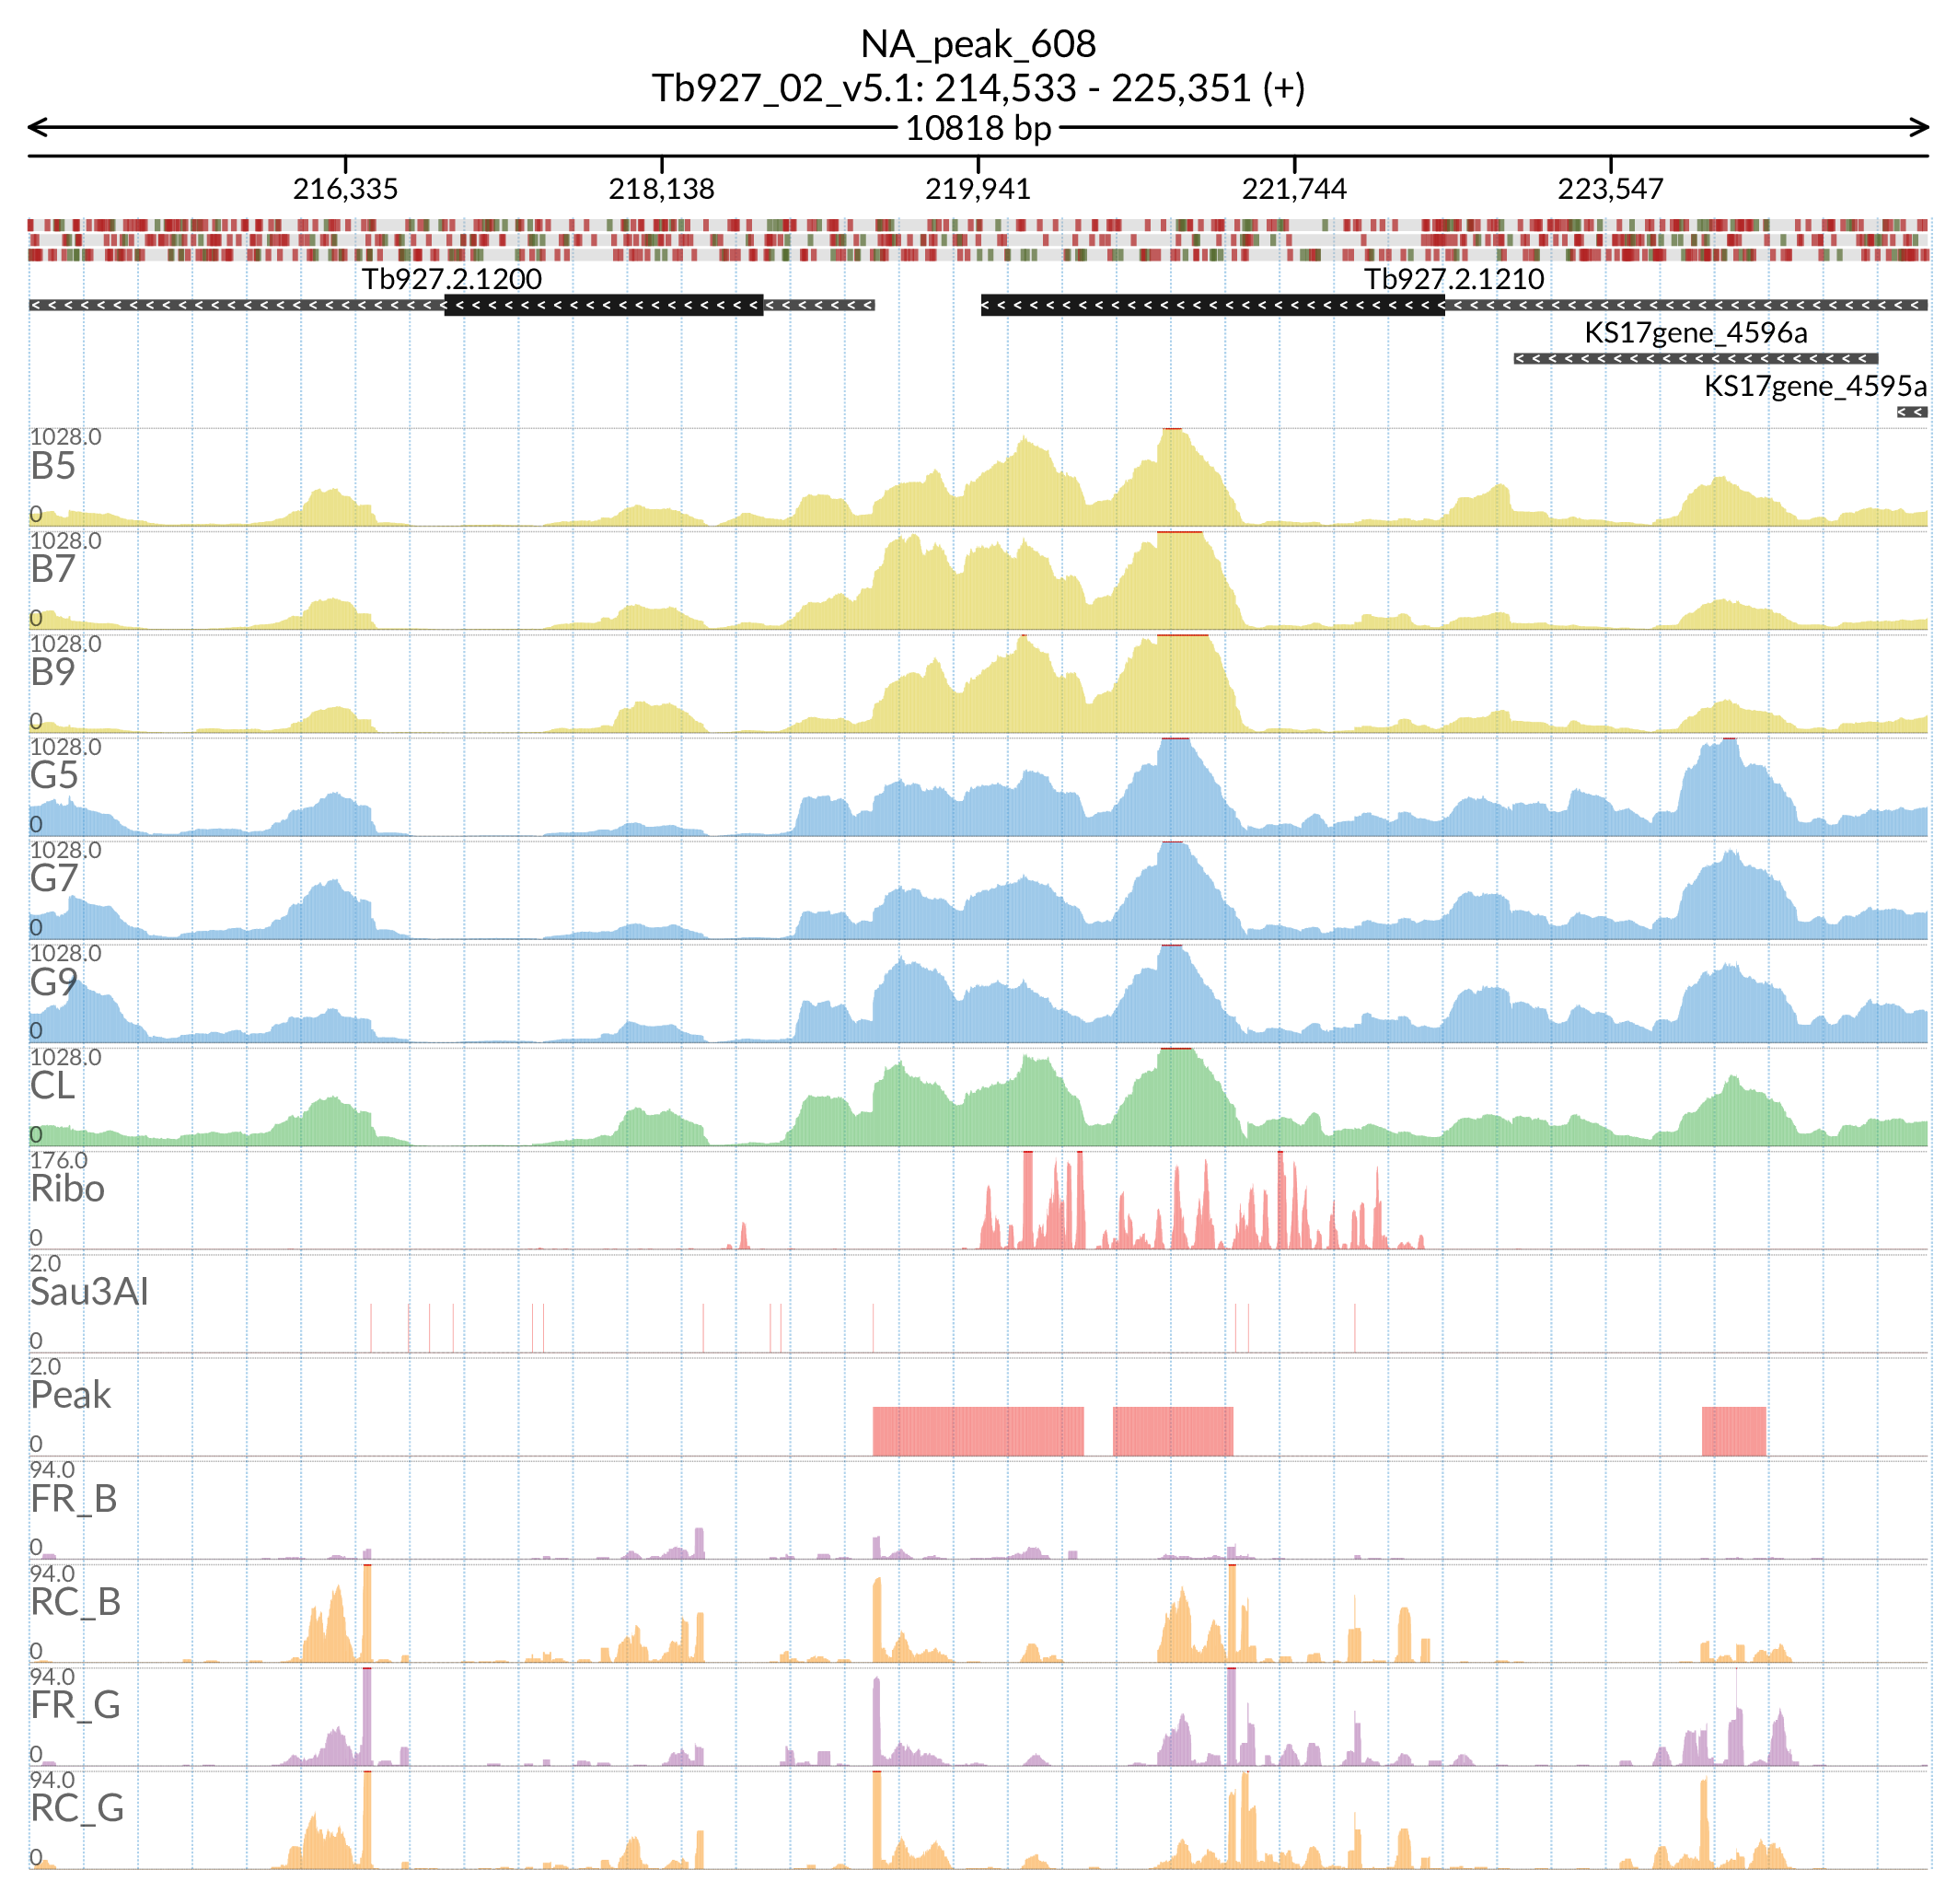 NA_peak_608
Tb927_02_v5.1: 214,533 - 225,351 (+)
10818 bp
216,335 218,138 219,941 221,744 223,547
Tb927.2.1200 Tb927.2.1210
KS17gene_4596a
KS17gene_4595a
1028.0
B5
0
1028.0
B7
0
1028.0
B9
0
1028.0
G5
0
1028.0
G7
0
1028.0
G9
0
1028.0
CL
0
176.0
Ribo
0
2.0
Sau3AI
0
2.0
Peak
0
94.0
FR_B
0
94.0
RC_B
0
94.0
FR_G
0
94.0
RC_G
0